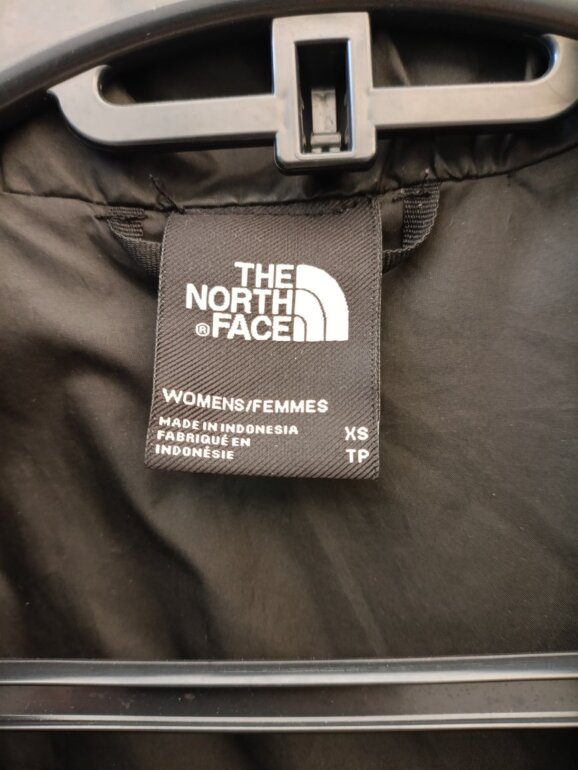 THE
NORTH
®FACE
WOMENS/FEMMES
MADE IN INDONESIA
FABRIQUÉ EN
INDONÉSIE
XS
TP